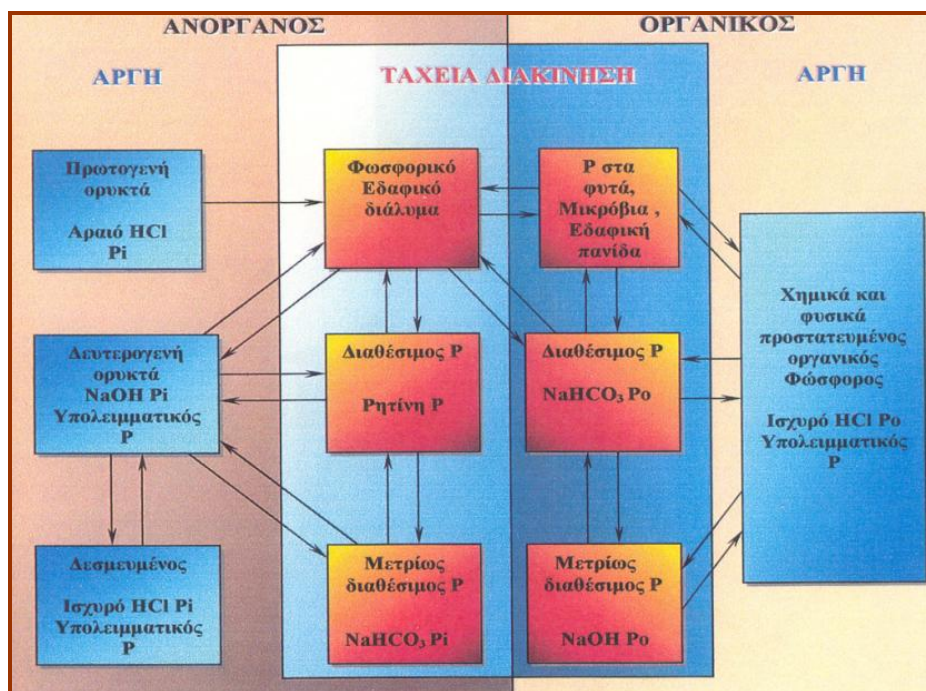 ΑΝΟΡΓΑΝΟΣ
ΟΡΓΑΝΙΚΟΣ
ΑΡΓΗ
ΤΑΧΕΙΑ ΔΙΑΚΙΝΗΣΗ
ΑΡΓΗ
Πρωτογενή
ορυκτά
Αραιό HCl
Pi
Φωσφορικό
Εδαφικό
διάλυμα
P στα
φυτά,
Μικρόβια ,
Εδαφική
πανίδα
Χημικά και
φυσικά
προστατευμένος
οργανικός
Φώσφορος
Ισχυρό HCl Po
Υπολειμματικός
P
Δευτερογενή
ορυκτά
NaOH Pi
Υπολειμματικός
P
Διαθέσιμος P
Ρητίνη P
Διαθέσιμος P
NaHCO₃ Po
Δεσμευμένος
Ισχυρό HCl Pi
Υπολειμματικός
P
Μετρίως
διαθέσιμος P
NaHCO₃ Pi
Μετρίως
διαθέσιμος P
NaOH Po